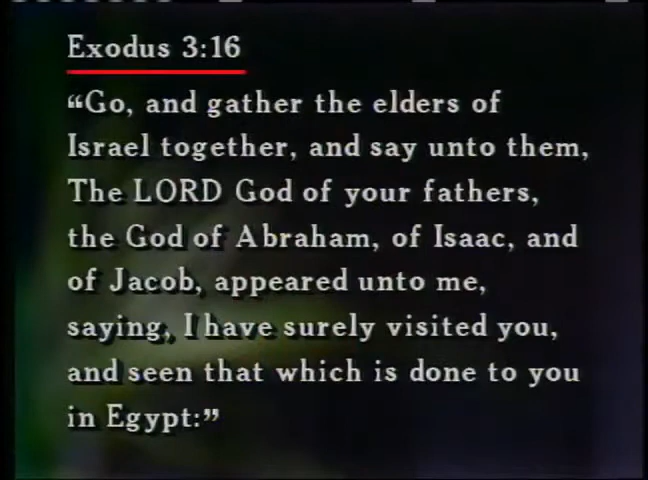 Exodus 3:16
“Go, and gather the elders of
Israel together, and say unto them,
The LORD God of your fathers,
the God of Abraham, of Isaac, and
of Jacob, appeared unto me,
saying, I have surely visited you,
and seen that which is done to you
in Egypt:”